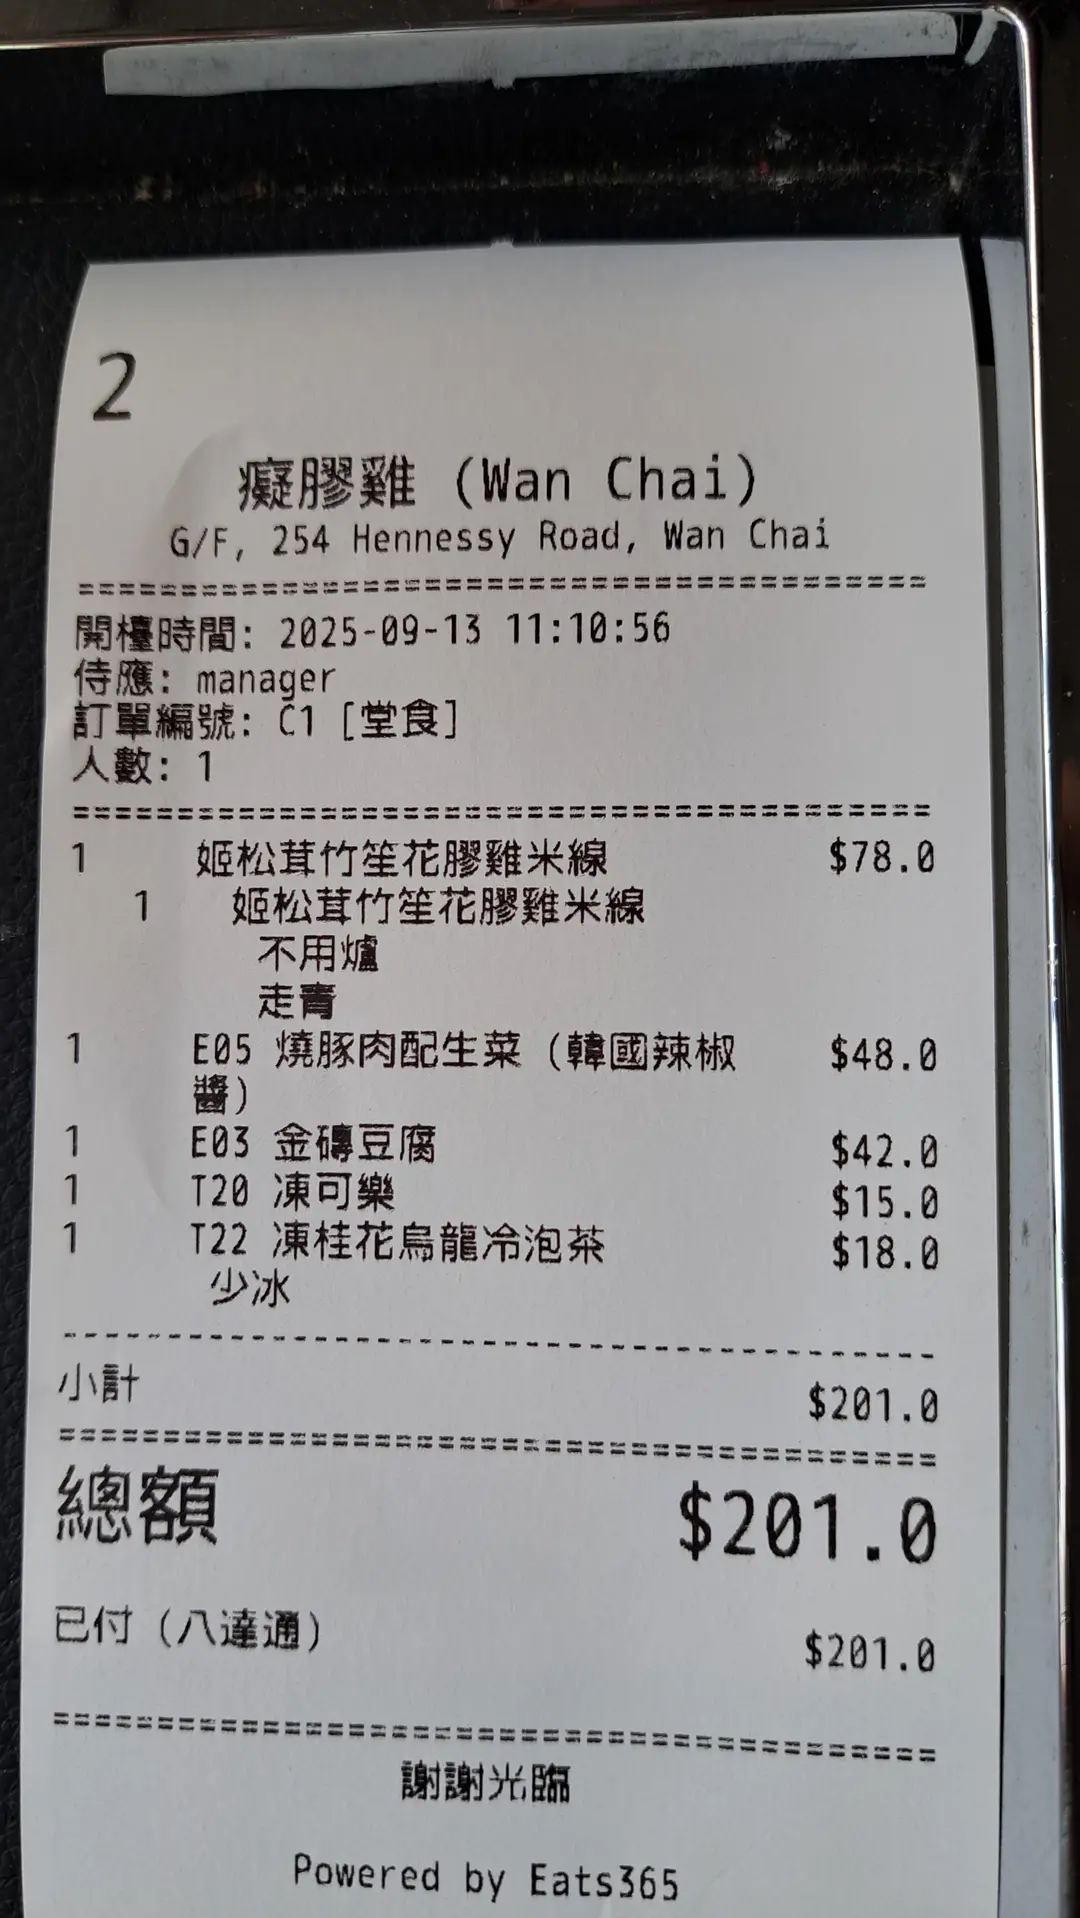 2
癡膠雞 (Wan Chai)
G/F, 254 Hennessy Road, Wan Chai
開檯時間: 2025-09-13 11:10:56
侍應: manager
訂單編號: C1 [堂食]
人數: 1
1 姬松茸竹笙花膠雞米線 $78.0
1 姬松茸竹笙花膠雞米線
不用爐
走青
1 E05 燒豚肉配生菜 (韓國辣椒 $48.0
醬)
1 E03 金磚豆腐 $42.0
1 T20 凍可樂 $15.0
1 T22 凍桂花烏龍冷泡茶 $18.0
少冰
小計 $201.0
總額 $201.0
已付 (八達通) $201.0
謝謝光臨
Powered by Eats365